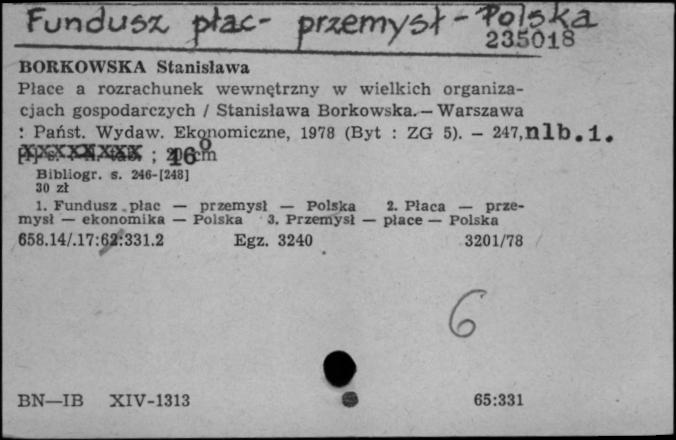 Fundusz płac - przemysł - Polska
235018
BORKOWSKA Stanisława
Płace a rozrachunek wewnętrzny w wielkich organiza-
cjach gospodarczych / Stanisława Borkowska. — Warszawa
: Państ. Wydaw. Ekonomiczne, 1978 (Byt : ZG 5). — 247, nlb.1.
; 16° cm
Bibliogr. s. 246-[248]
30 zł
1. Fundusz płac — przemysł — Polska 2. Płaca — prze-
mysł — ekonomika — Polska 3. Przemysł — płace — Polska
658.14/.17:62:331.2 Egz. 3240 3201/78
6
BN—IB XIV-1313 65:331